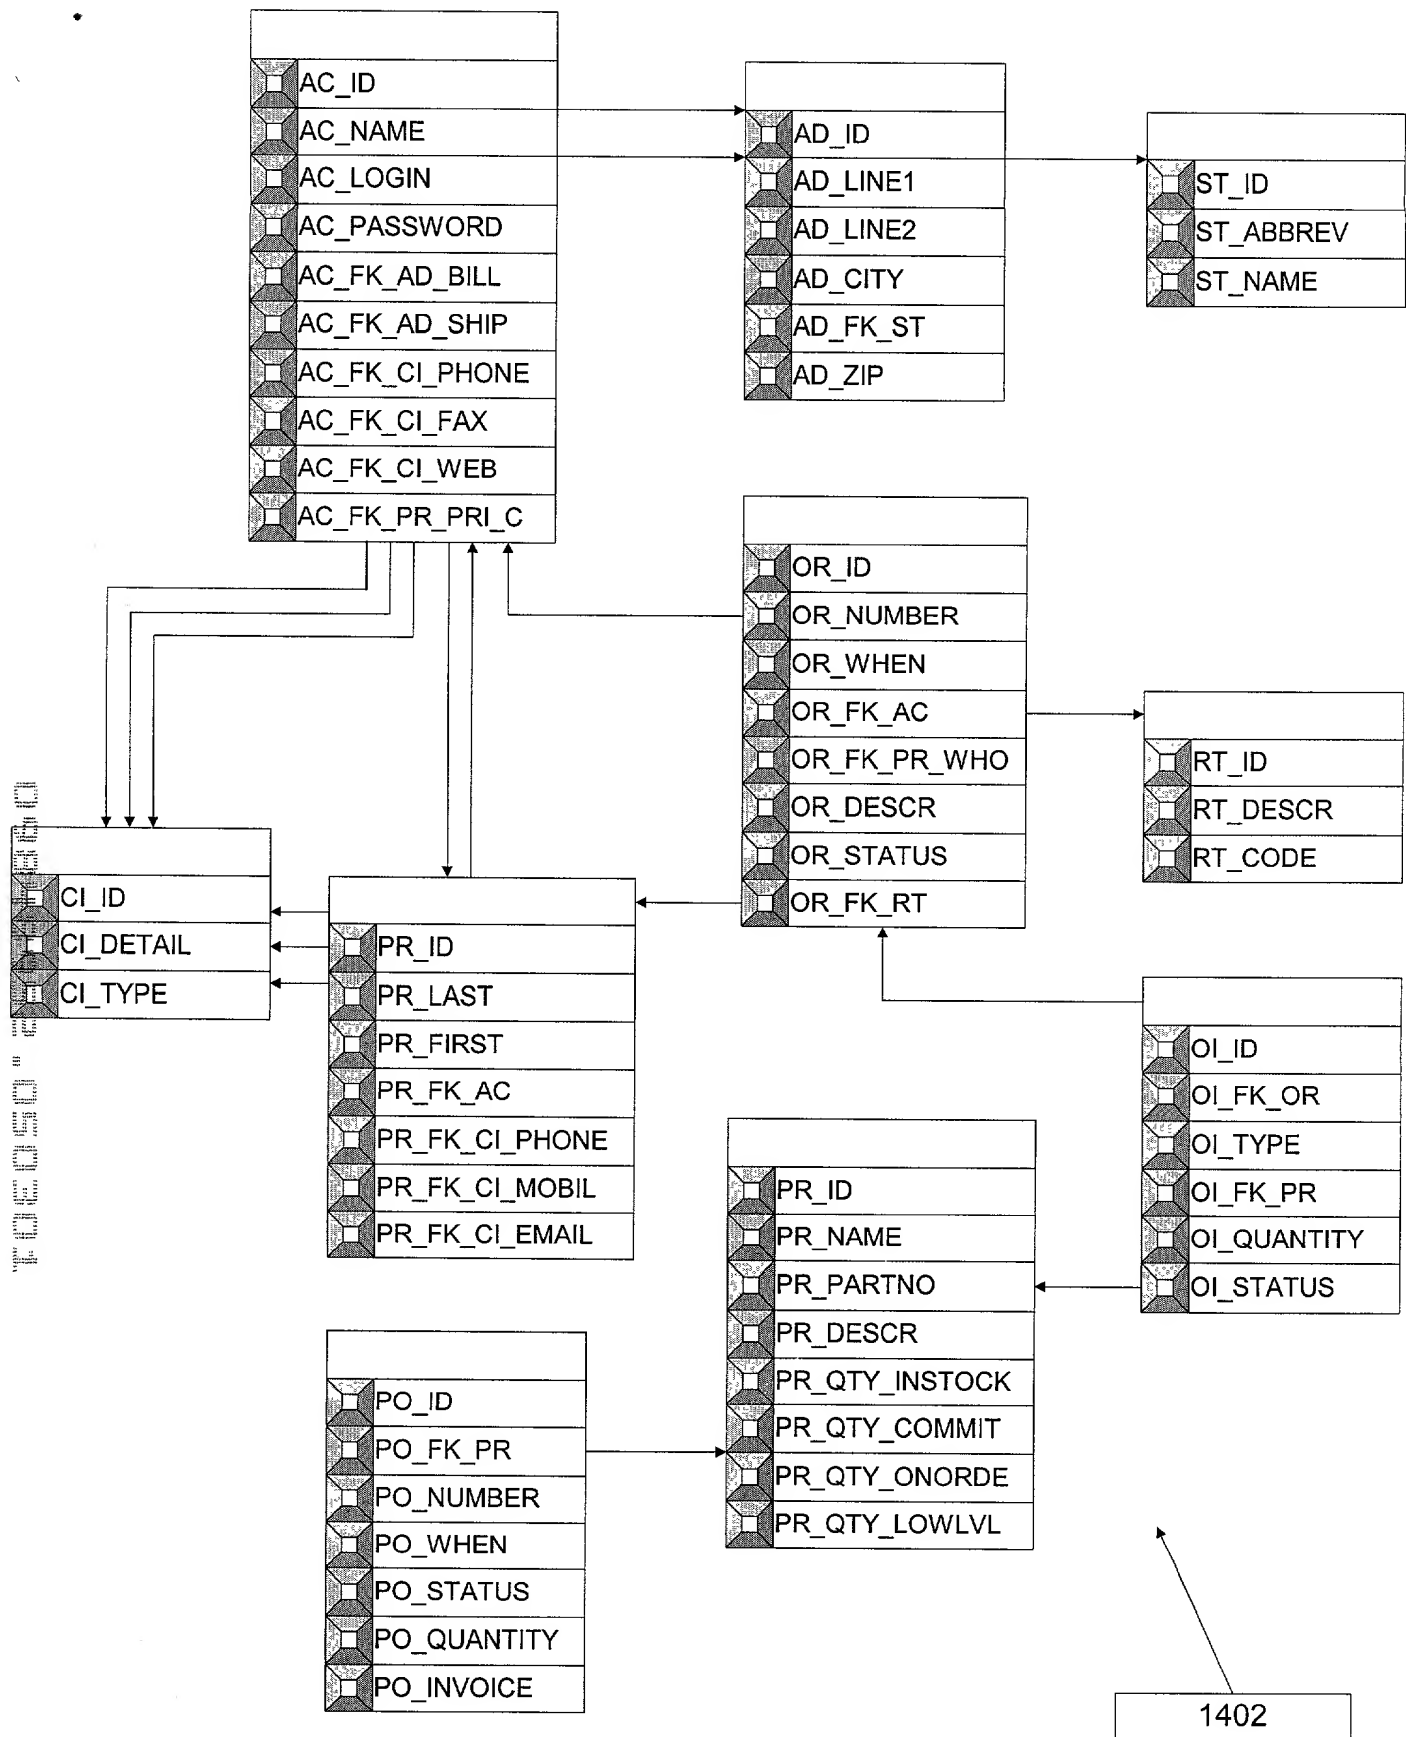 AC_ID
AC_NAME
AC_LOGIN
AC_PASSWORD
AC_FK_AD_BILL
AC_FK_AD_SHIP
AC_FK_CI_PHONE
AC_FK_CI_FAX
AC_FK_CI_WEB
AC_FK_PR_PRI_C
AD_ID
AD_LINE1
AD_LINE2
AD_CITY
AD_FK_ST
AD_ZIP
ST_ID
ST_ABBREV
ST_NAME
OR_ID
OR_NUMBER
OR_WHEN
OR_FK_AC
OR_FK_PR_WHO
OR_DESCR
OR_STATUS
OR_FK_RT
RT_ID
RT_DESCR
RT_CODE
CI_ID
CI_DETAIL
CI_TYPE
PR_ID
PR_LAST
PR_FIRST
PR_FK_AC
PR_FK_CI_PHONE
PR_FK_CI_MOBIL
PR_FK_CI_EMAIL
OI_ID
OI_FK_OR
OI_TYPE
OI_FK_PR
OI_QUANTITY
OI_STATUS
PR_ID
PR_NAME
PR_PARTNO
PR_DESCR
PR_QTY_INSTOCK
PR_QTY_COMMIT
PR_QTY_ONORDE
PR_QTY_LOWLVL
PO_ID
PO_FK_PR
PO_NUMBER
PO_WHEN
PO_STATUS
PO_QUANTITY
PO_INVOICE
1402